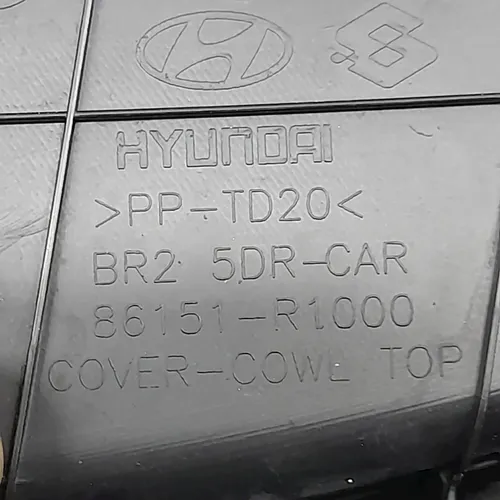 HYUNDAI
>PP-TD20<
BR2 5DR-CAR
86151-R1000
COVER-COWL TOP